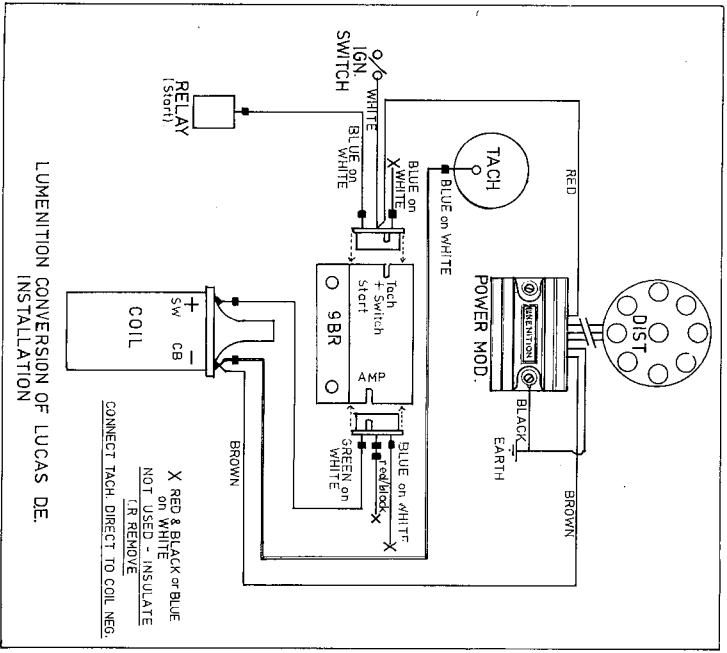 LUMENITION CONVERSION OF LUCAS D.E.
INSTALLATION
IGN.
SWITCH
WHITE
RELAY
(Start)
BLUE on
WHITE
BLUE on
WHITE
TACH
BLUE on WHITE
RED
POWER MOD.
LUMENITION
DIST
BLACK
EARTH
BROWN
Tach
+ Switch
Start
9BR
AMP
BLUE on WHITE
red/black
GREEN on
WHITE
COIL
+
SW
CB
-
BROWN
X RED & BLACK or BLUE
on WHITE
NOT USED - INSULATE
REMOVE
CONNECT TACH. DIRECT TO COIL NEG.